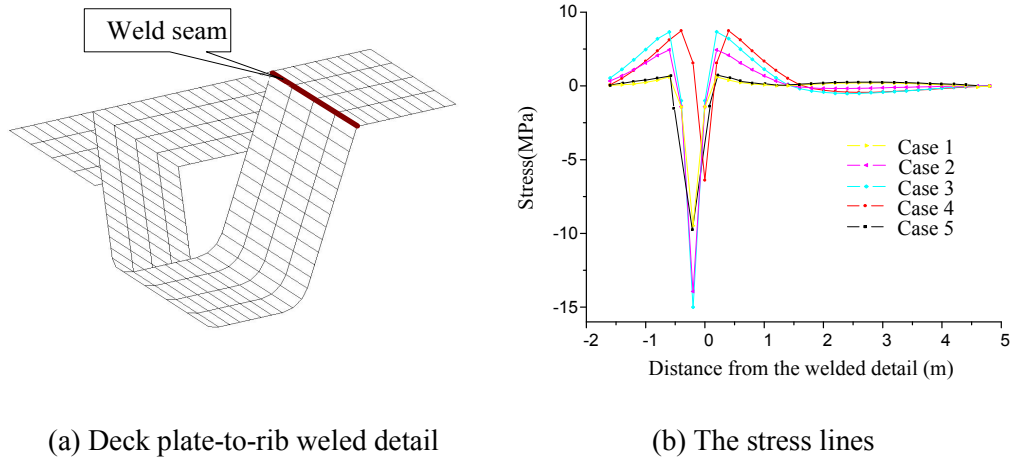 Weld seam
10
5
0
-5
-10
-15
Stress(MPa)
Case 1
Case 2
Case 3
Case 4
Case 5
-2 -1 0 1 2 3 4 5
Distance from the welded detail (m)
(a) Deck plate-to-rib weled detail
(b) The stress lines